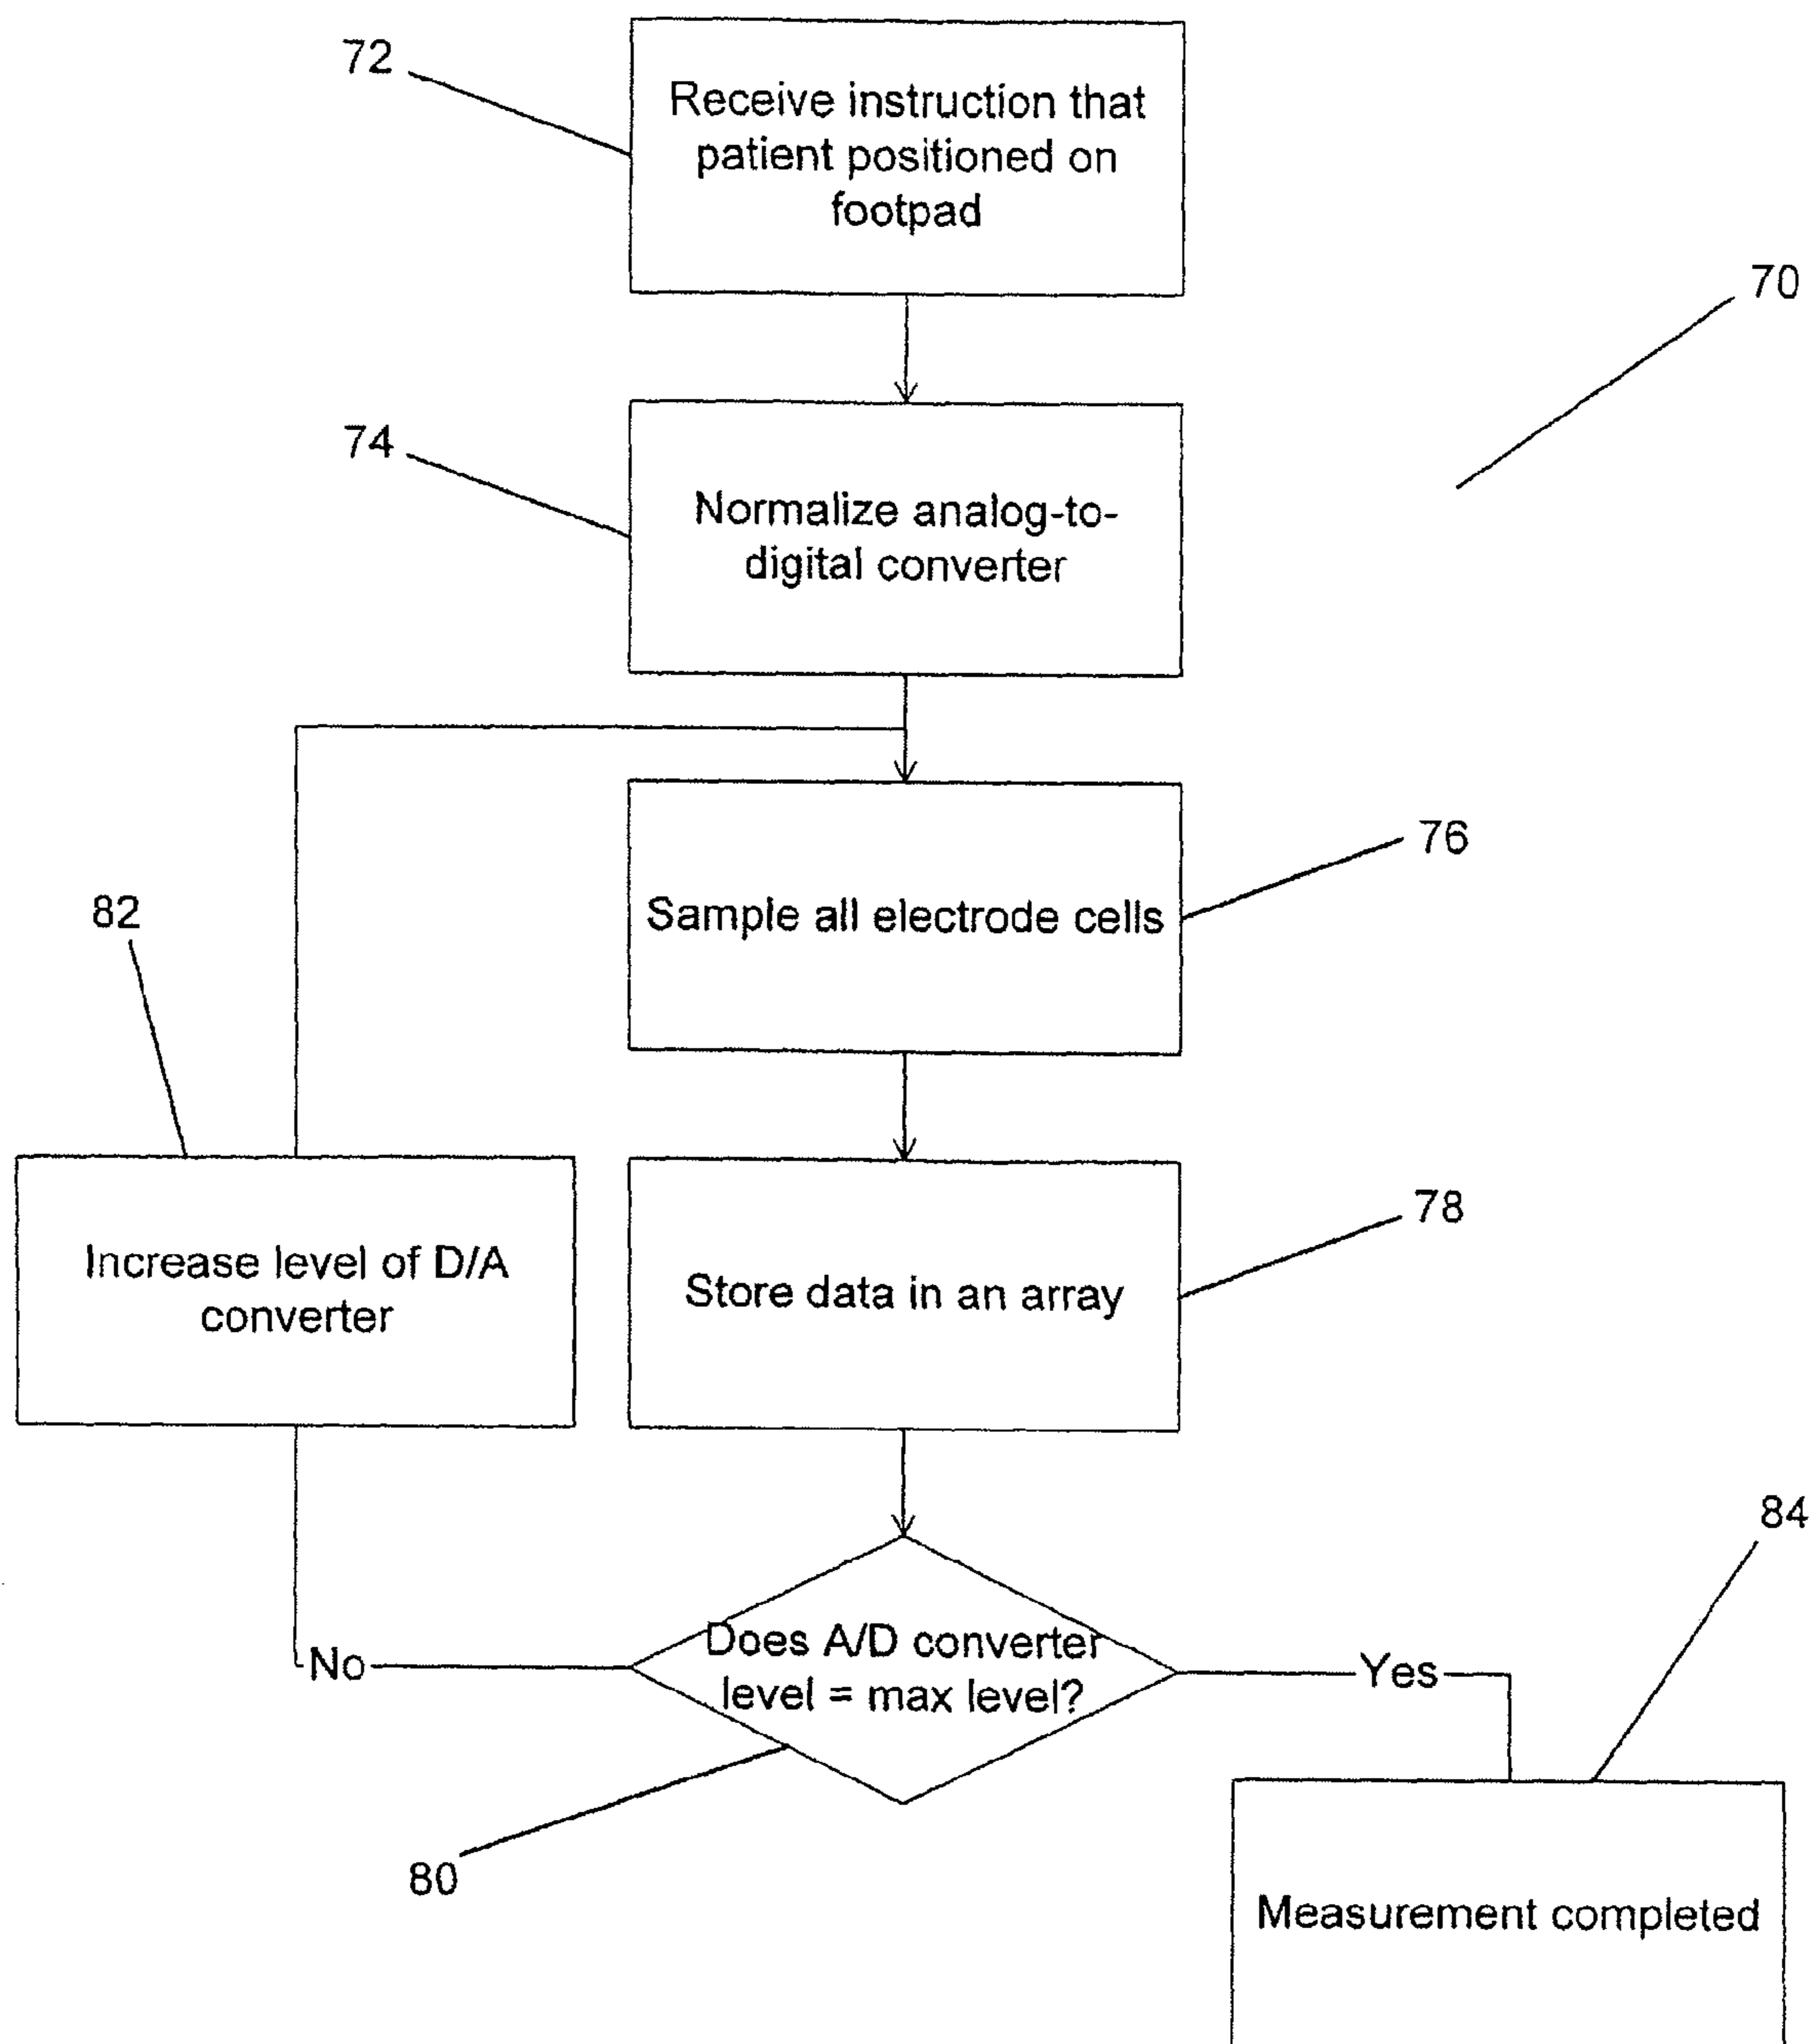 72
Receive instruction that
patient positioned on
footpad
70
74
Normalize analog-to-
digital converter
76
Sample all electrode cells
82
Increase level of D/A
converter
78
Store data in an array
84
Does A/D converter
level = max level?
No
Yes
80
Measurement completed